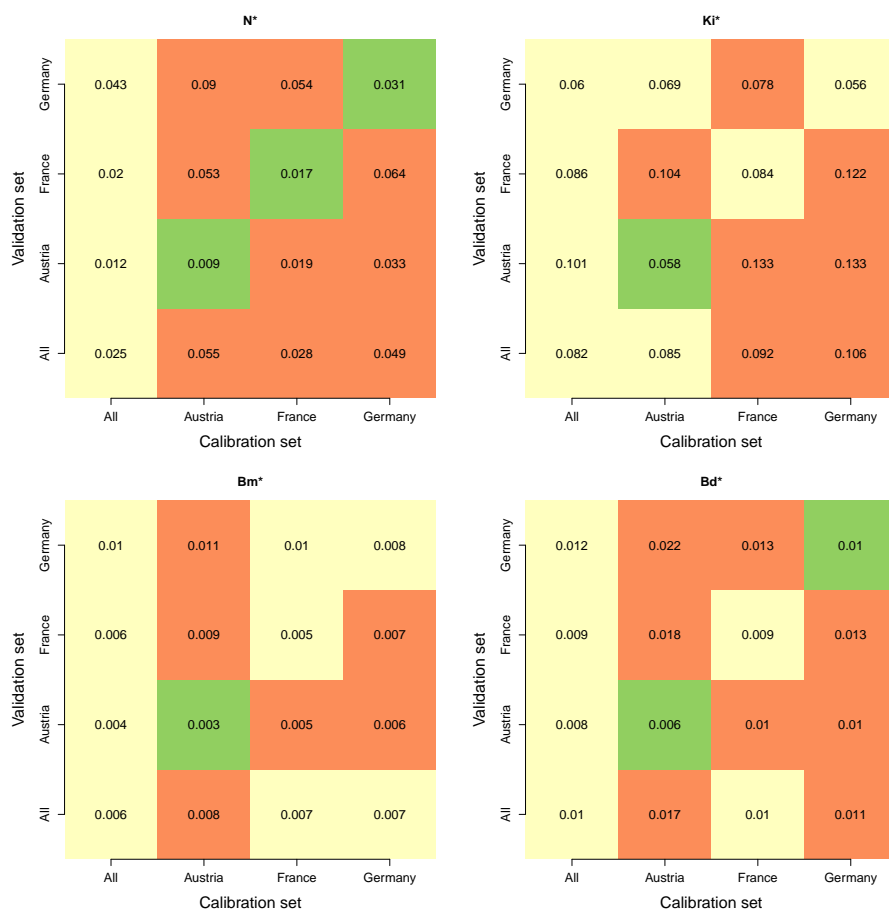 N*
Validation set
Germany 0.043 0.09 0.054 0.031
France 0.02 0.053 0.017 0.064
Austria 0.012 0.009 0.019 0.033
All 0.025 0.055 0.028 0.049
All Austria France Germany
Calibration set
Ki*
Validation set
Germany 0.06 0.069 0.078 0.056
France 0.086 0.104 0.084 0.122
Austria 0.101 0.058 0.133 0.133
All 0.082 0.085 0.092 0.106
All Austria France Germany
Calibration set
Bm*
Validation set
Germany 0.01 0.011 0.01 0.008
France 0.006 0.009 0.005 0.007
Austria 0.004 0.003 0.005 0.006
All 0.006 0.008 0.007 0.007
All Austria France Germany
Calibration set
Bd*
Validation set
Germany 0.012 0.022 0.013 0.01
France 0.009 0.018 0.009 0.013
Austria 0.008 0.006 0.01 0.01
All 0.01 0.017 0.01 0.011
All Austria France Germany
Calibration set